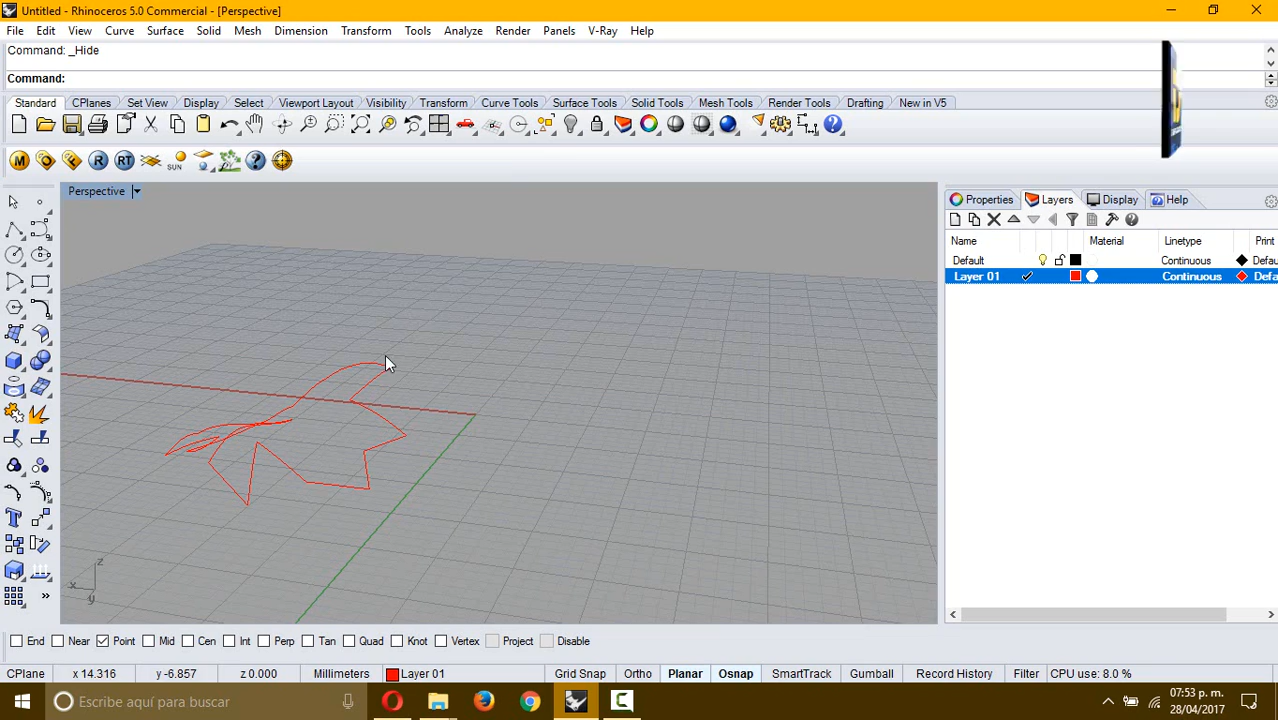 Untitled - Rhinoceros 5.0 Commercial - [Perspective]
File Edit View Curve Surface Solid Mesh Dimension Transform Tools Analyze Render Panels V-Ray Help
Command: _Hide
Command:
Standard CPlanes Set View Display Select Viewport Layout Visibility Transform Curve Tools Surface Tools Solid Tools Mesh Tools Render Tools Drafting New in V5
M O F R RT SUN
Perspective
Properties Layers Display Help
Name Material Linetype Print
Default Continuous Defau
Layer 01 Continuous Defa
z
x
y
End Near Point Mid Cen Int Perp Tan Quad Knot Vertex Project Disable
CPlane x 14.316 y -6.857 z 0.000 Millimeters Layer 01 Grid Snap Ortho Planar Osnap SmartTrack Gumball Record History Filter CPU use: 8.0 %
Escribe aquí para buscar
07:53 p. m.
28/04/2017